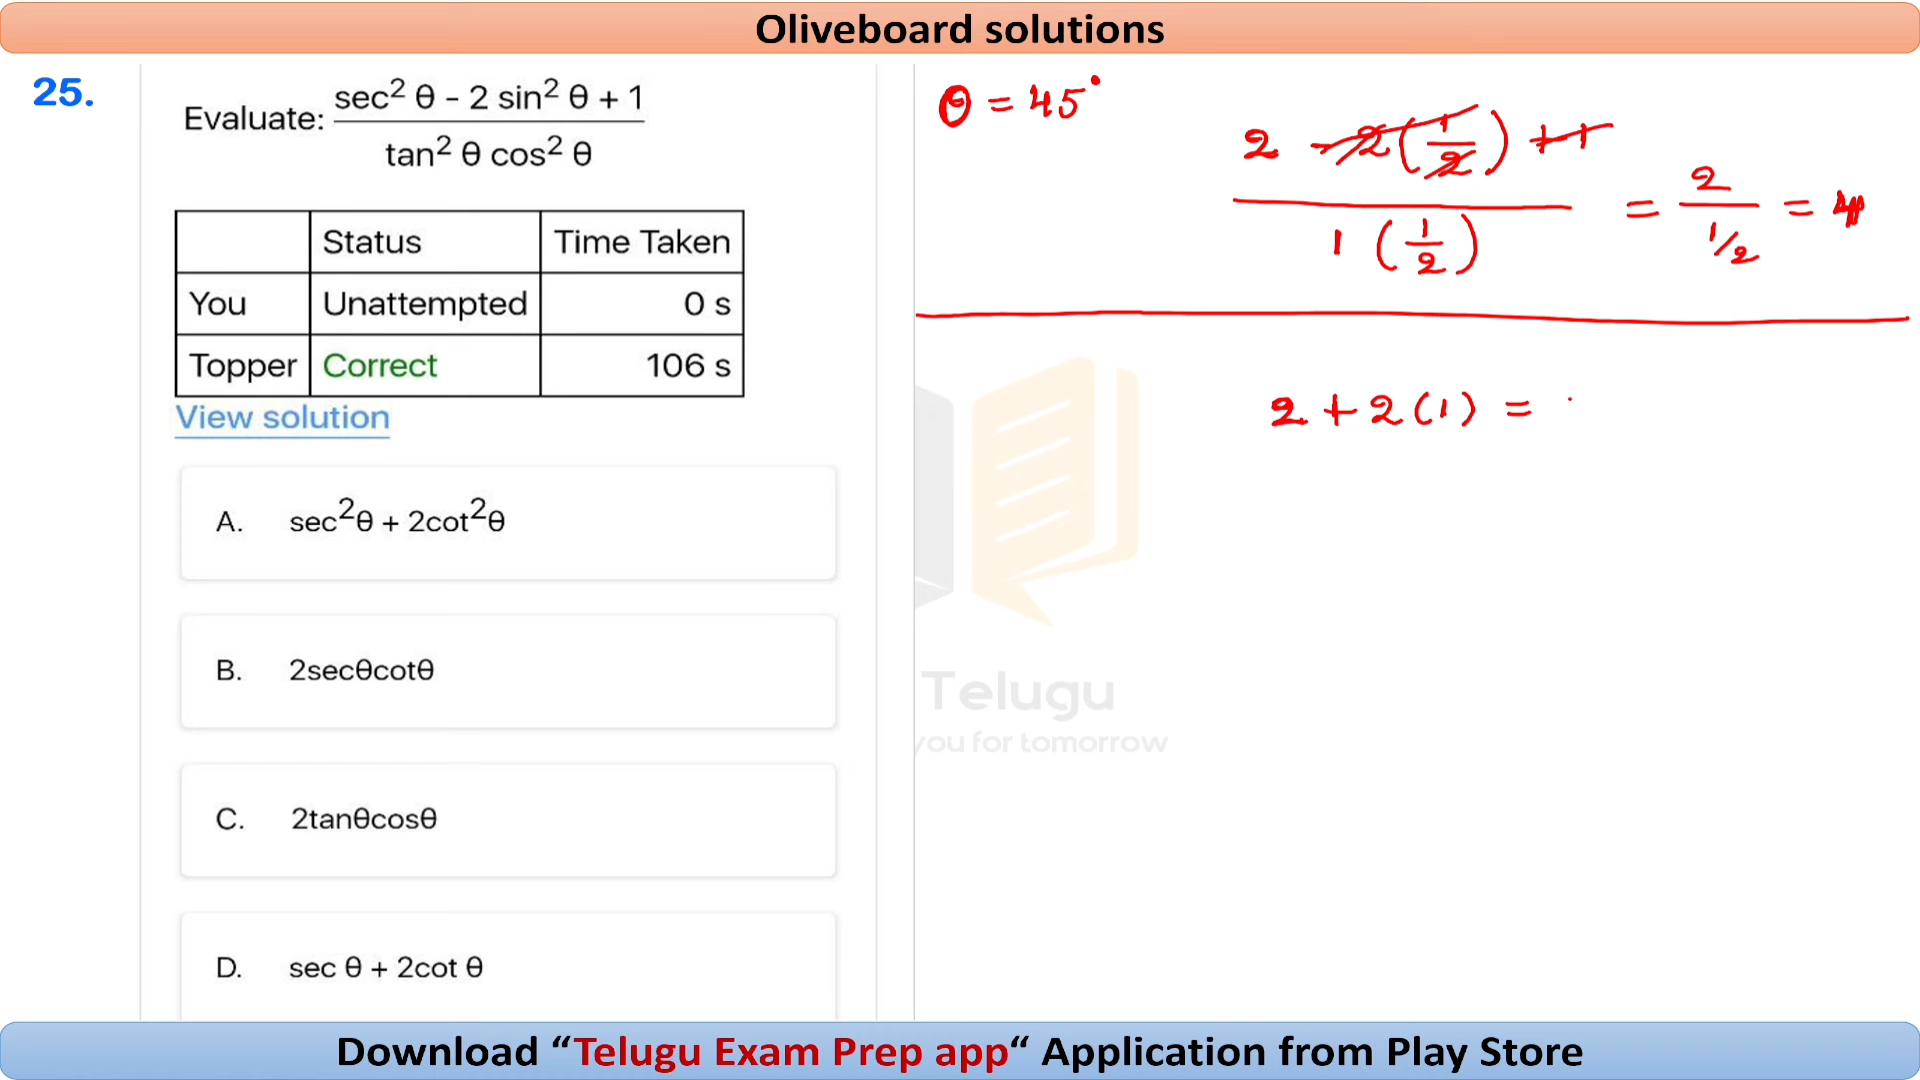 Oliveboard solutions
25.
Evaluate: (sec² θ - 2 sin² θ + 1) / (tan² θ cos² θ)
Status Time Taken
You Unattempted 0 s
Topper Correct 106 s
View solution
A. sec²θ + 2cot²θ
B. 2secθcotθ
C. 2tanθcosθ
D. sec θ + 2cot θ
θ = 45°
(2 - 2(1/2) + 1) / (1(1/2)) = 2 / (1/2) = 4
2 + 2(1) =
Telugu
you for tomorrow
Download “Telugu Exam Prep app“ Application from Play Store